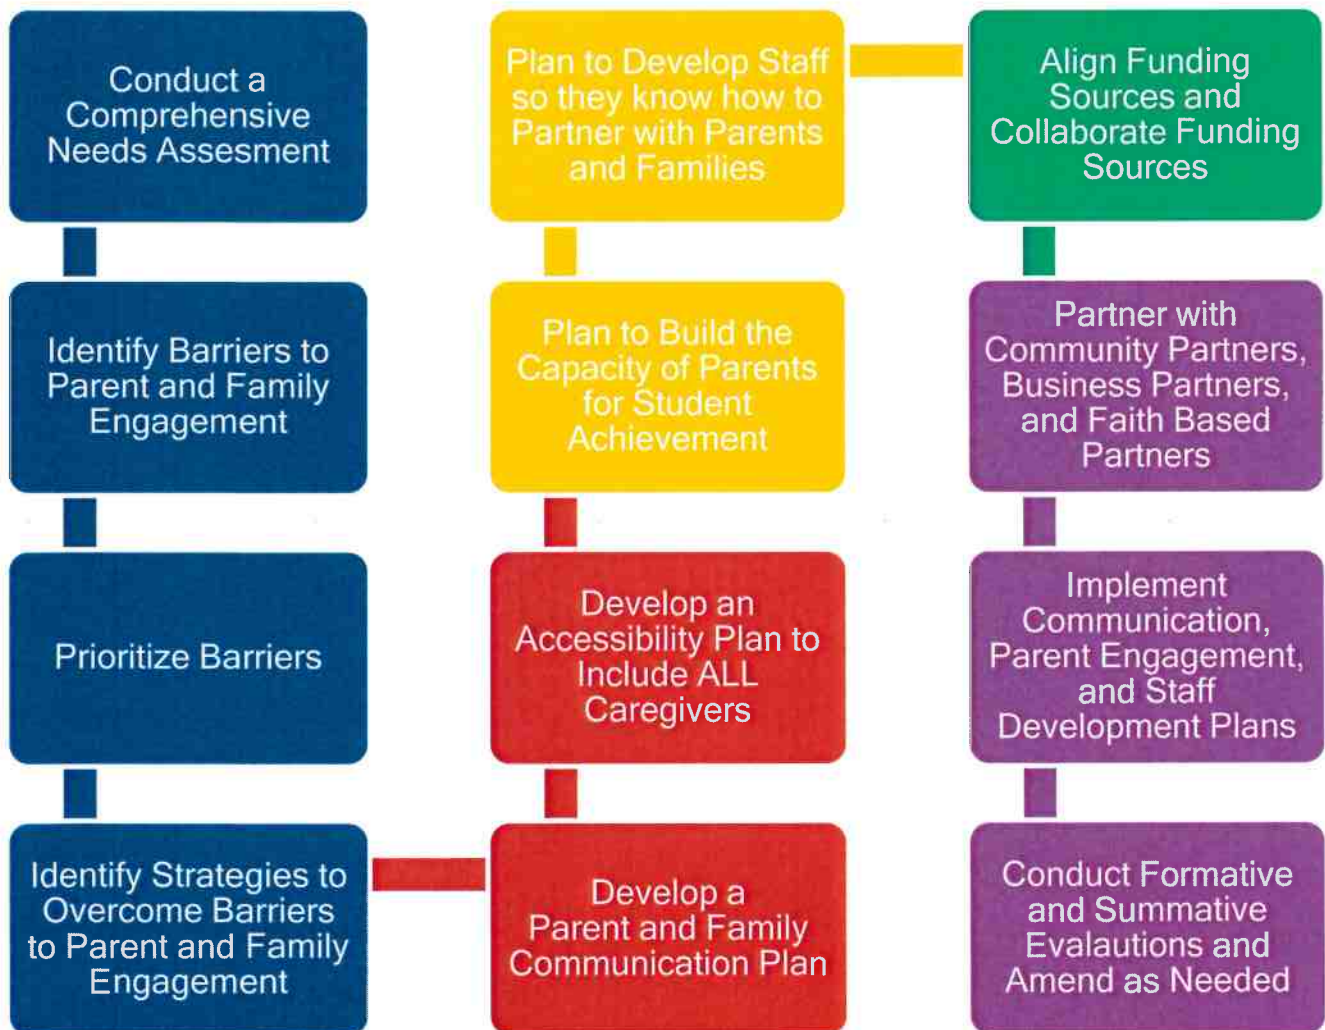 Conduct a
Comprehensive
Needs Assesment
Identify Barriers to
Parent and Family
Engagement
Prioritize Barriers
Identify Strategies to
Overcome Barriers
to Parent and Family
Engagement
Develop a
Parent and Family
Communication Plan
Develop an
Accessibility Plan to
Include ALL
Caregivers
Plan to Build the
Capacity of Parents
for Student
Achievement
Plan to Develop Staff
so they know how to
Partner with Parents
and Families
Align Funding
Sources and
Collaborate Funding
Sources
Partner with
Community Partners,
Business Partners,
and Faith Based
Partners
Implement
Communication,
Parent Engagement,
and Staff
Development Plans
Conduct Formative
and Summative
Evalautions and
Amend as Needed